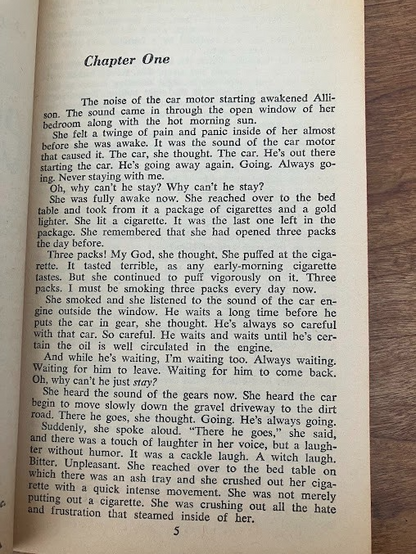 Chapter One
The noise of the car motor starting awakened Alli-
son. The sound came in through the open window of her
bedroom along with the hot morning sun.
She felt a twinge of pain and panic inside of her almost
before she was awake. It was the sound of the car motor
that caused it. The car, she thought. The car. He's out there
starting the car. He's going away again. Going. Always go-
ing. Never staying with me.
Oh, why can't he stay? Why can't he stay?
She was fully awake now. She reached over to the bed
table and took from it a package of cigarettes and a gold
lighter. She lit a cigarette. It was the last one left in the
package. She remembered that she had opened three packs
the day before.
Three packs! My God, she thought. She puffed at the ciga-
rette. It tasted terrible, as any early-morning cigarette
tastes. But she continued to puff vigorously on it. Three
packs. I must be smoking three packs every day now.
She smoked and she listened to the sound of the car en-
gine outside the window. He waits a long time before he
puts the car in gear, she thought. He's always so careful
with that car. So careful. He waits and waits until he's cer-
tain the oil is well circulated in the engine.
And while he's waiting, I'm waiting too. Always waiting.
Waiting for him to leave. Waiting for him to come back.
Oh, why can't he just stay?
She heard the sound of the gears now. She heard the car
begin to move slowly down the gravel driveway to the dirt
road. There he goes, she thought. Going. He's always going.
Suddenly, she spoke aloud. "There he goes," she said,
and there was a touch of laughter in her voice, but a laugh-
ter without humor. It was a cackle laugh. A witch laugh.
Bitter. Unpleasant. She reached over to the bed table on
which there was an ash tray and she crushed out her ciga-
rette with a quick intense movement. She was not merely
putting out a cigarette. She was crushing out all the hate
and frustration that steamed inside of her.
5